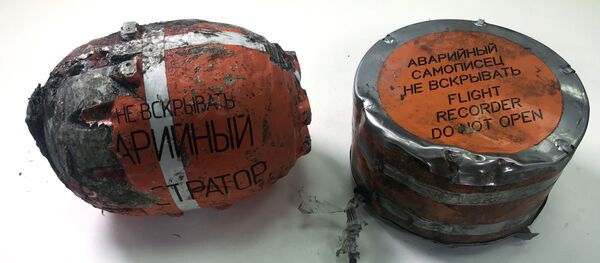 НЕ ВСКРЫВАТЬ
АРИЙНЫЙ
ТРАТОР
АВАРИЙНЫЙ
САМОПИСЕЦ
НЕ ВСКРЫВАТЬ
FLIGHT
RECORDER
DO NOT OPEN